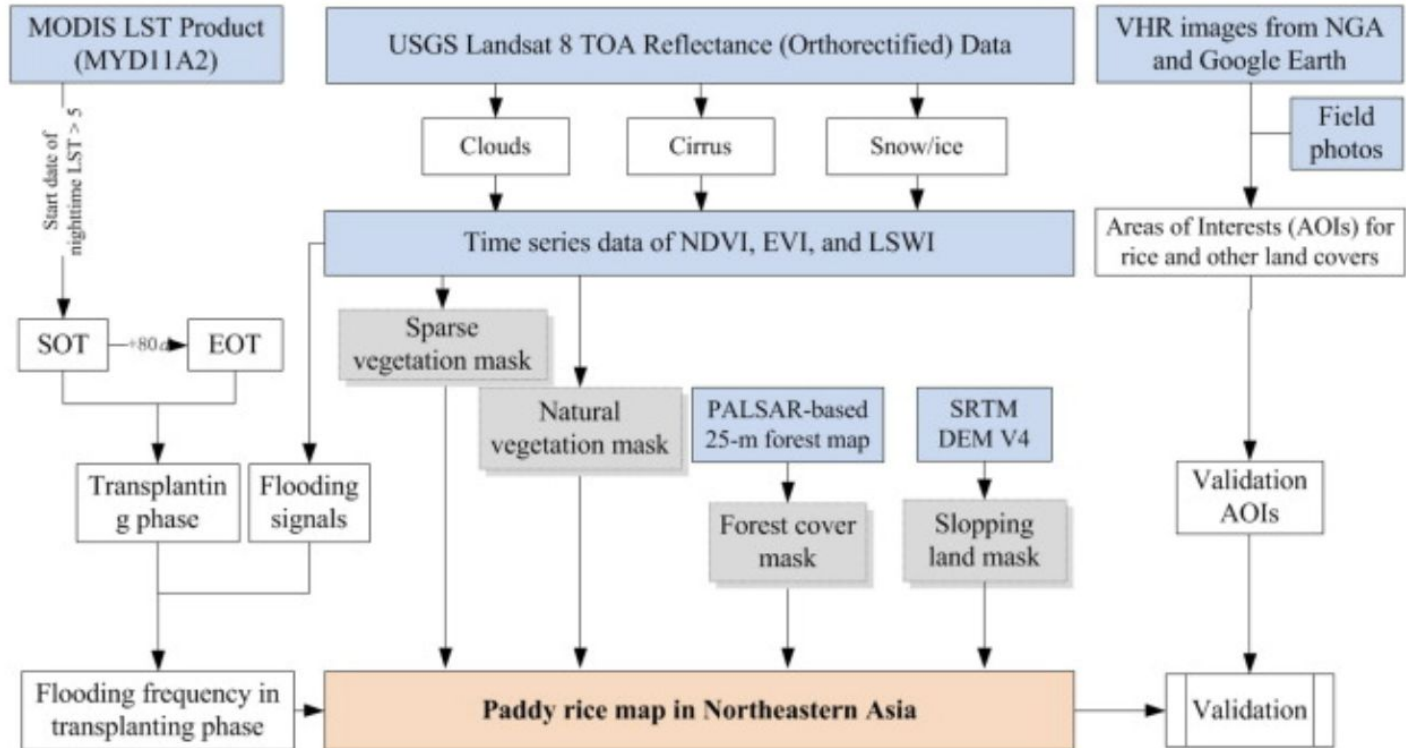 MODIS LST Product
(MYD11A2)
USGS Landsat 8 TOA Reflectance (Orthorectified) Data
VHR images from NGA
and Google Earth
Field
photos
Clouds
Cirrus
Snow/ice
Start date of
nighttime LST > 5
Time series data of NDVI, EVI, and LSWI
Areas of Interests (AOIs) for
rice and other land covers
SOT
+80d
EOT
Sparse
vegetation mask
Natural
vegetation mask
PALSAR-based
25-m forest map
SRTM
DEM V4
Transplantin
g phase
Flooding
signals
Forest cover
mask
Slopping
land mask
Validation
AOIs
Flooding frequency in
transplanting phase
Paddy rice map in Northeastern Asia
Validation